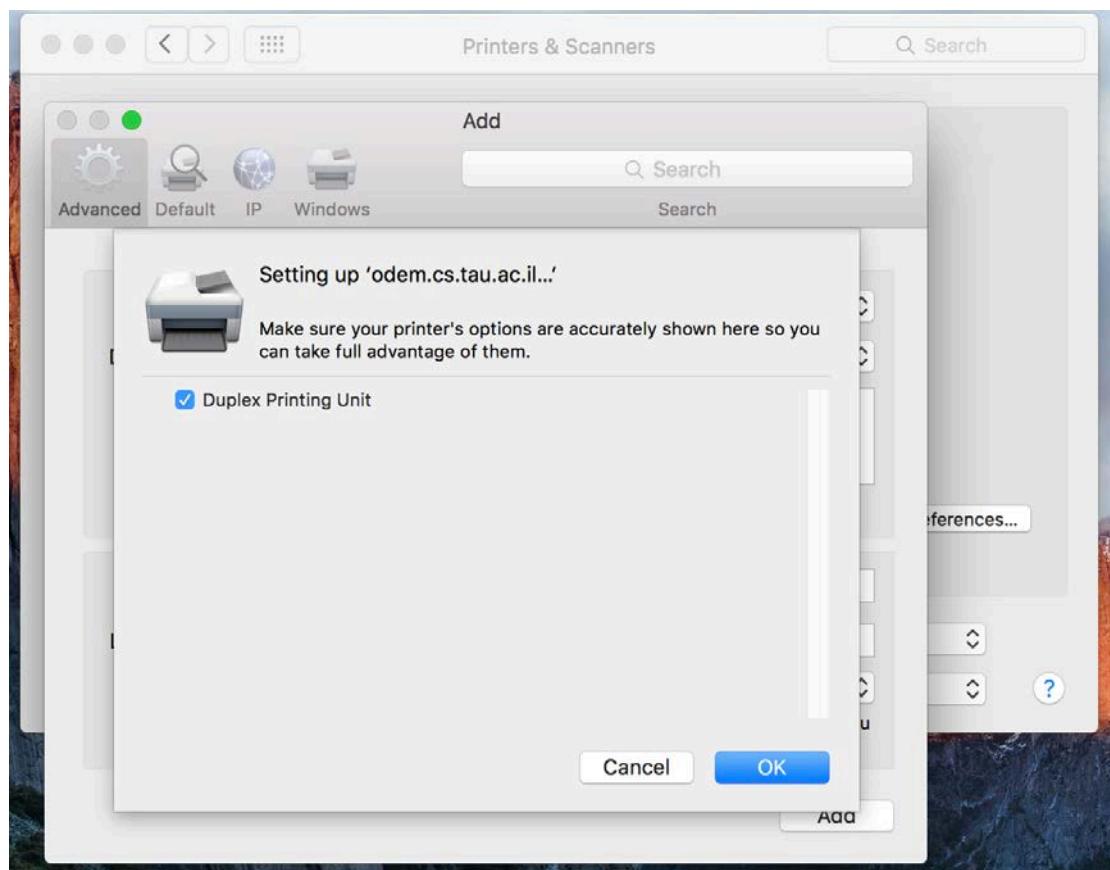 Printers & Scanners
Search
Add
Search
Advanced Default IP Windows
Search
Setting up ‘odem.cs.tau.ac.il...’
Make sure your printer's options are accurately shown here so you
can take full advantage of them.
Duplex Printing Unit
Cancel
OK
?
Add